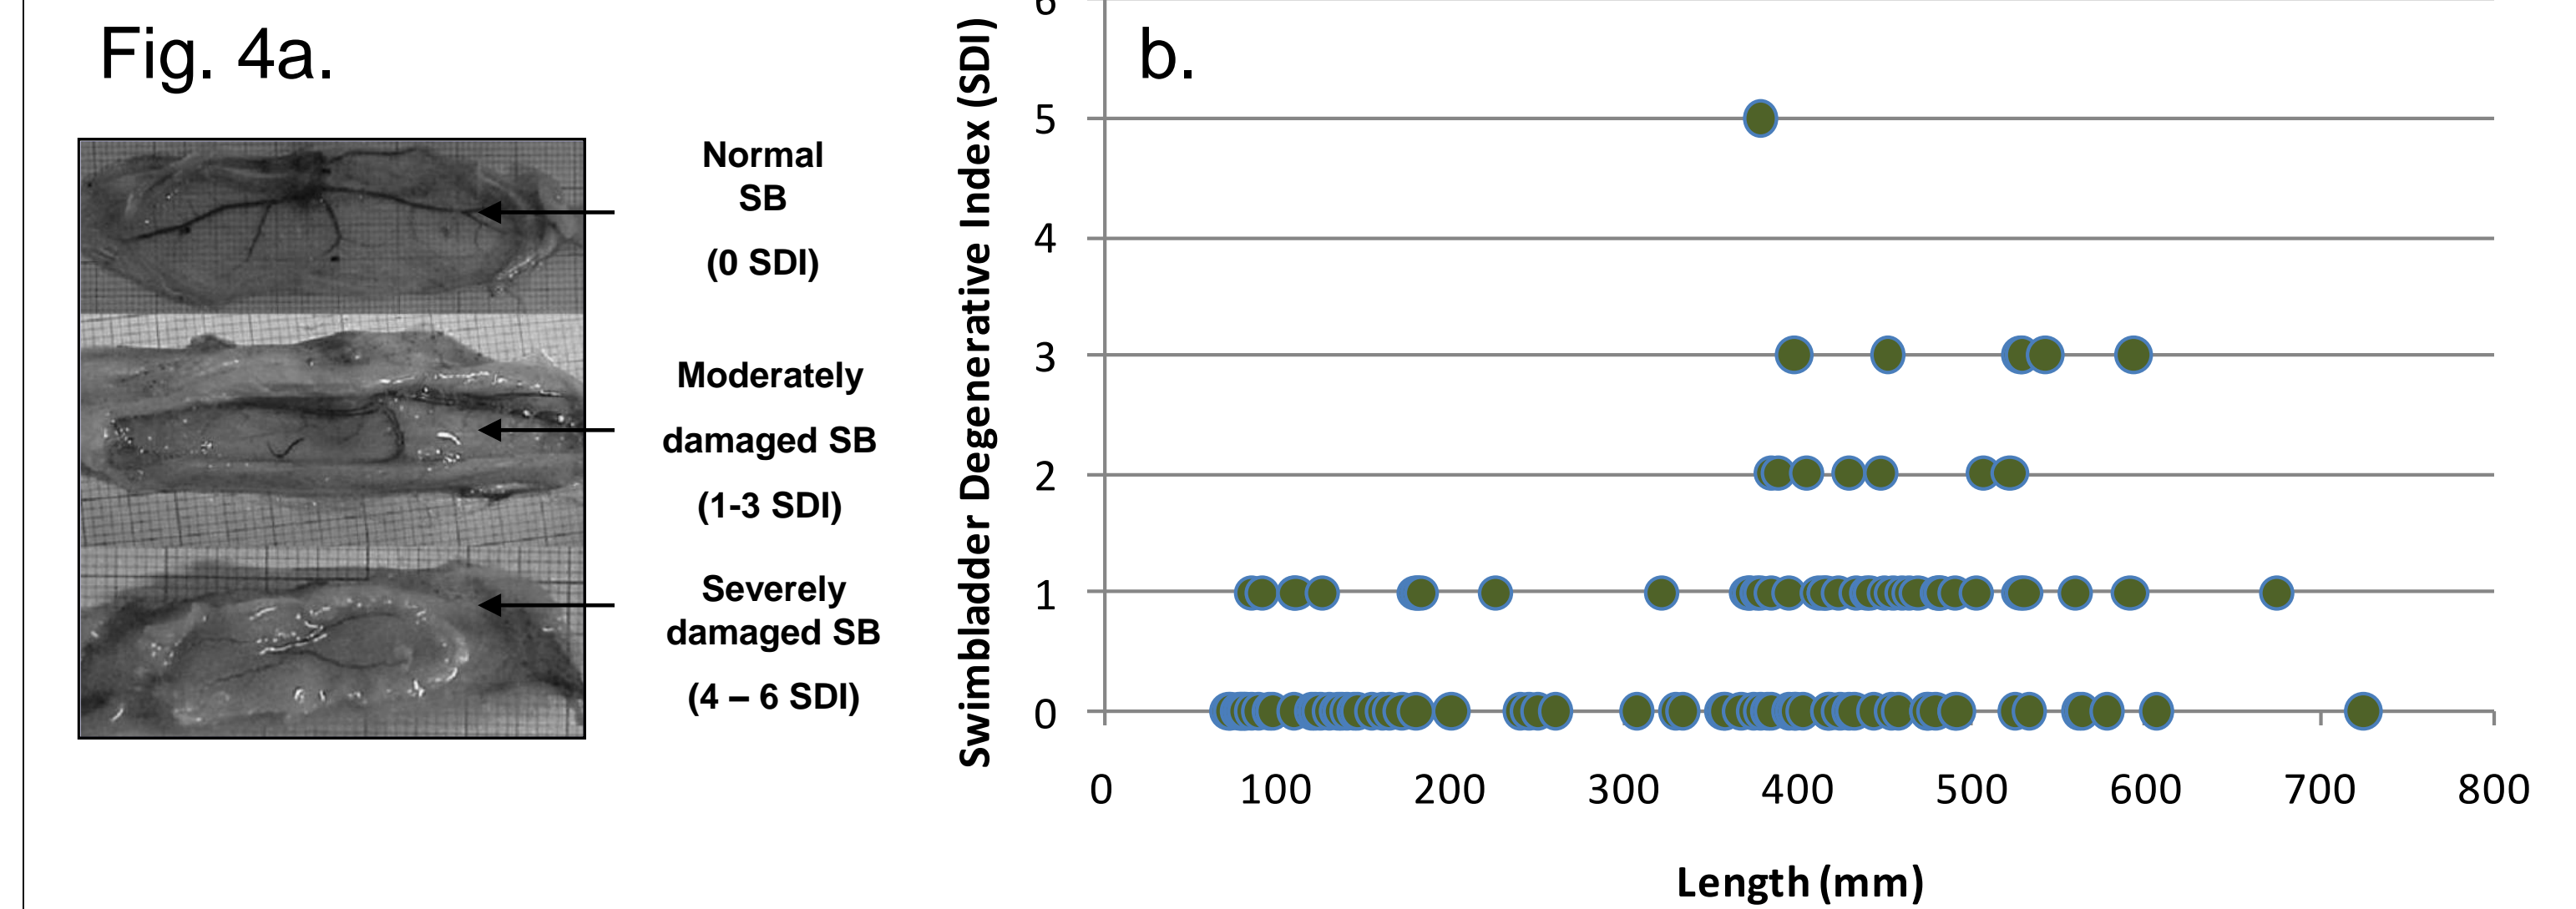 Fig. 4a.
Normal
SB
(0 SDI)
Moderately
damaged SB
(1-3 SDI)
Severely
damaged SB
(4 – 6 SDI)
b.
Swimbladder Degenerative Index (SDI)
6
5
4
3
2
1
0
0 100 200 300 400 500 600 700 800
Length (mm)